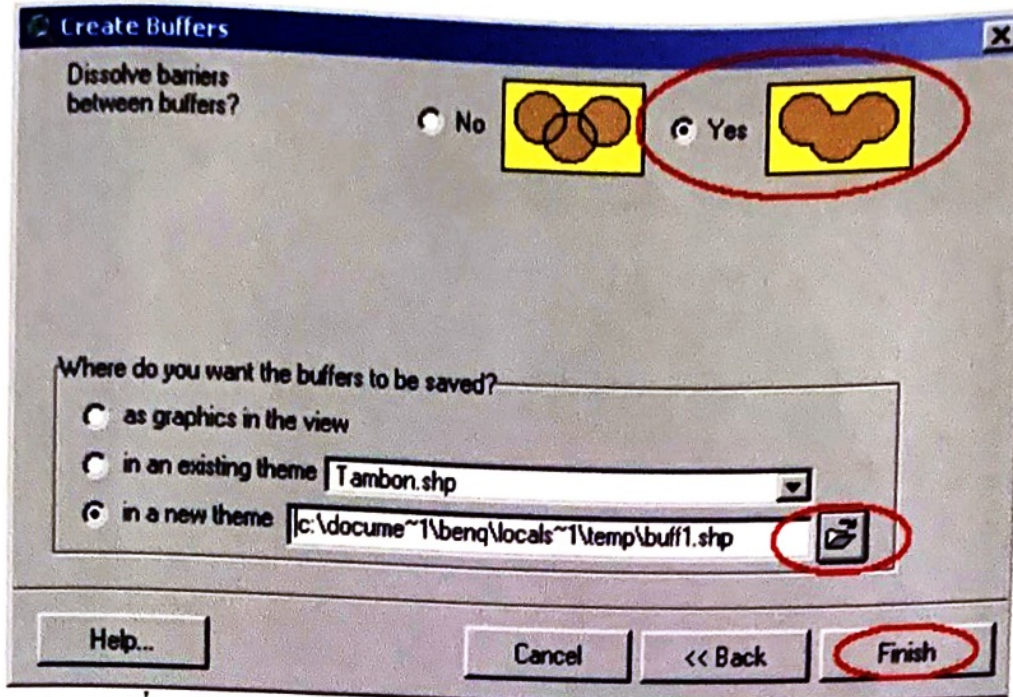 Create Buffers
Dissolve barriers
between buffers?
No
Yes
Where do you want the buffers to be saved?
as graphics in the view
in an existing theme Tambon.shp
in a new theme c:\docume~1\benq\locals~1\temp\buff1.shp
Help...
Cancel
<< Back
Finish